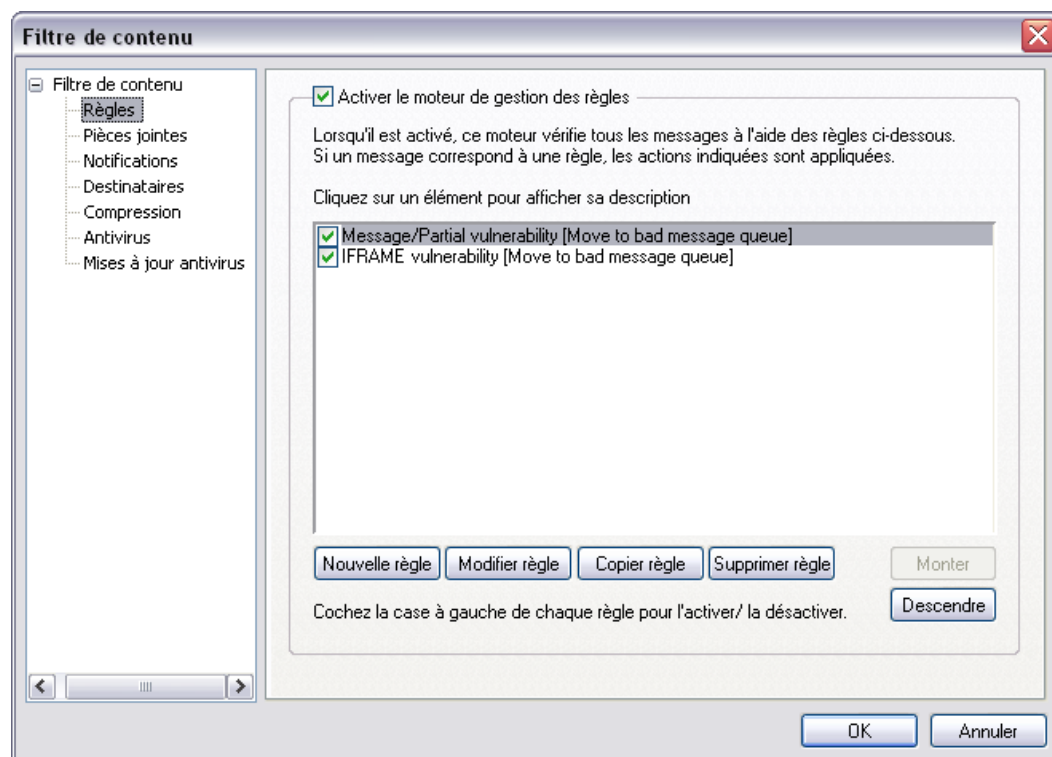 Filtre de contenu
Filtre de contenu
Règles
Pièces jointes
Notifications
Destinataires
Compression
Antivirus
Mises à jour antivirus
Activer le moteur de gestion des règles
Lorsqu'il est activé, ce moteur vérifie tous les messages à l'aide des règles ci-dessous.
Si un message correspond à une règle, les actions indiquées sont appliquées.
Cliquez sur un élément pour afficher sa description
Message/Partial vulnerability [Move to bad message queue]
IFRAME vulnerability [Move to bad message queue]
Nouvelle règle Modifier règle Copier règle Supprimer règle Monter
Cochez la case à gauche de chaque règle pour l'activer/ la désactiver. Descendre
OK Annuler